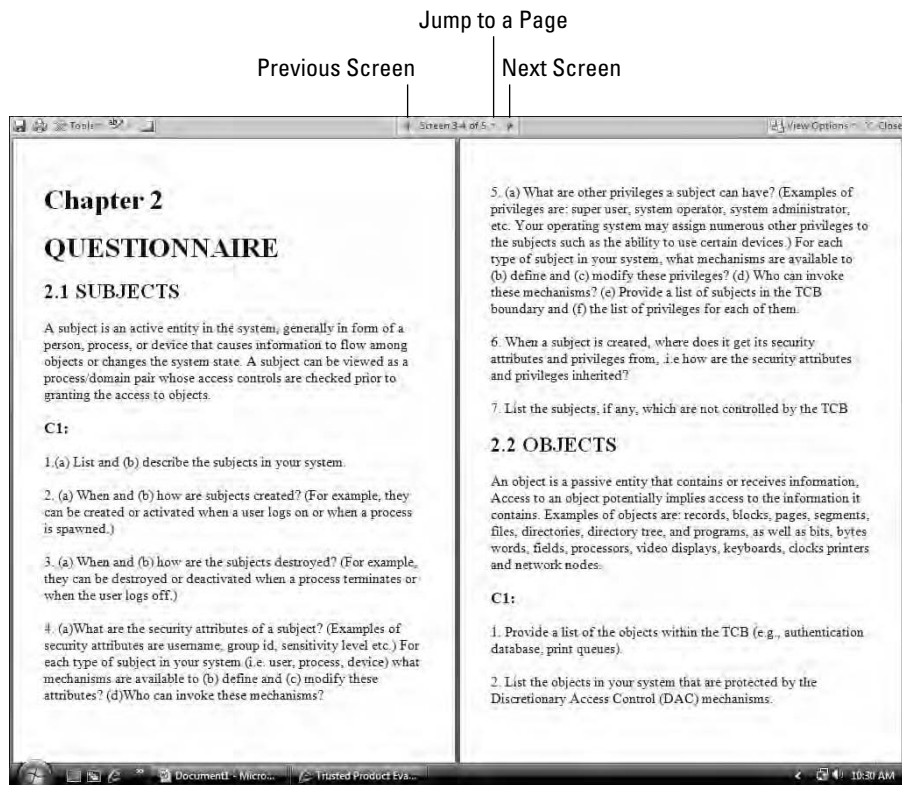 Jump to a Page
Previous Screen
Next Screen
Tools
Screen 3-4 of 5
View Options
Close
Chapter 2
QUESTIONNAIRE
2.1 SUBJECTS
A subject is an active entity in the system, generally in form of a
person, process, or device that causes information to flow among
objects or changes the system state. A subject can be viewed as a
process/domain pair whose access controls are checked prior to
granting the access to objects.
C1:
1.(a) List and (b) describe the subjects in your system.
2. (a) When and (b) how are subjects created? (For example, they
can be created or activated when a user logs on or when a process
is spawned.)
3. (a) When and (b) how are the subjects destroyed? (For example,
they can be destroyed or deactivated when a process terminates or
when the user logs off.)
4. (a)What are the security attributes of a subject? (Examples of
security attributes are username, group id, sensitivity level etc.) For
each type of subject in your system (i.e. user, process, device) what
mechanisms are available to (b) define and (c) modify these
attributes? (d)Who can invoke these mechanisms?
5. (a) What are other privileges a subject can have? (Examples of
privileges are: super user, system operator, system administrator,
etc. Your operating system may assign numerous other privileges to
the subjects such as the ability to use certain devices.) For each
type of subject in your system, what mechanisms are available to
(b) define and (c) modify these privileges? (d) Who can invoke
these mechanisms? (e) Provide a list of subjects in the TCB
boundary and (f) the list of privileges for each of them.
6. When a subject is created, where does it get its security
attributes and privileges from, .i.e how are the security attributes
and privileges inherited?
7. List the subjects, if any, which are not controlled by the TCB
2.2 OBJECTS
An object is a passive entity that contains or receives information,
Access to an object potentially implies access to the information it
contains. Examples of objects are: records, blocks, pages, segments,
files, directories, directory tree, and programs, as well as bits, bytes
words, fields, processors, video displays, keyboards, clocks printers
and network nodes.
C1:
1. Provide a list of the objects within the TCB (e.g., authentication
database, print queues).
2. List the objects in your system that are protected by the
Discretionary Access Control (DAC) mechanisms.
Document1 - Micro...
Trusted Product Eva...
10:30 AM